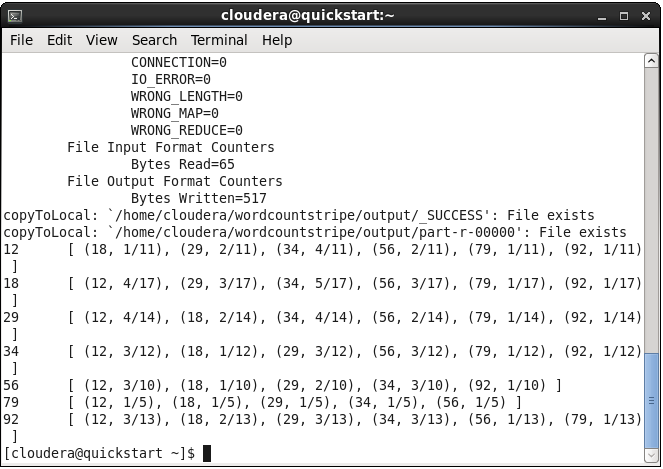 cloudera@quickstart:~
File Edit View Search Terminal Help
CONNECTION=0
IO_ERROR=0
WRONG_LENGTH=0
WRONG_MAP=0
WRONG_REDUCE=0
File Input Format Counters
Bytes Read=65
File Output Format Counters
Bytes Written=517
copyToLocal: `/home/cloudera/wordcountstripe/output/_SUCCESS': File exists
copyToLocal: `/home/cloudera/wordcountstripe/output/part-r-00000': File exists
12 [ (18, 1/11), (29, 2/11), (34, 4/11), (56, 2/11), (79, 1/11), (92, 1/11)
]
18 [ (12, 4/17), (29, 3/17), (34, 5/17), (56, 3/17), (79, 1/17), (92, 1/17)
]
29 [ (12, 4/14), (18, 2/14), (34, 4/14), (56, 2/14), (79, 1/14), (92, 1/14)
]
34 [ (12, 3/12), (18, 1/12), (29, 3/12), (56, 3/12), (79, 1/12), (92, 1/12)
]
56 [ (12, 3/10), (18, 1/10), (29, 2/10), (34, 3/10), (92, 1/10) ]
79 [ (12, 1/5), (18, 1/5), (29, 1/5), (34, 1/5), (56, 1/5) ]
92 [ (12, 3/13), (18, 2/13), (29, 3/13), (34, 3/13), (56, 1/13), (79, 1/13)
]
[cloudera@quickstart ~]$